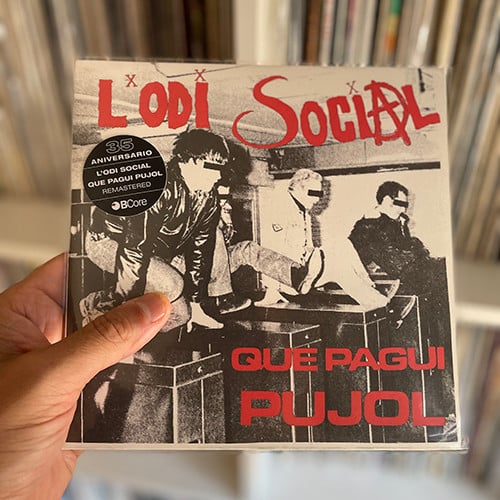 L'ODI SOCIAL
35
ANIVERSARIO
L'ODI SOCIAL
QUE PAGUI PUJOL
REMASTERED
BCore
QUE PAGUI
PUJOL